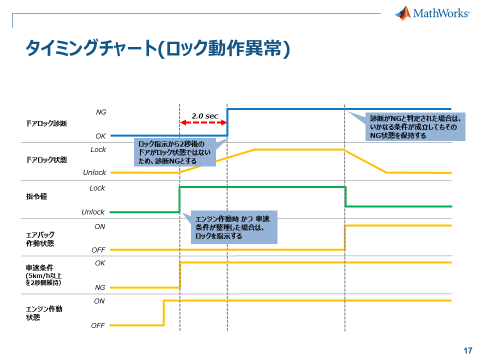 MathWorks
タイミングチャート(ロック動作異常)
NG
2.0 sec
ドアロック診断
OK
診断がNGと判定された場合は、
いかなる条件が成立してもその
NG状態を保持する
ロック指示から2秒後の
ドアがロック状態ではない
ため、診断NGとする
Lock
ドアロック状態
Unlock
Lock
指令値
Unlock
エンジン作動時 かつ 車速
条件が整理した場合は、
ロックを指示する
ON
エアバック
作動状態
OFF
OK
車速条件
(5km/h以上
を2秒間維持)
NG
ON
エンジン作動
状態
OFF
17